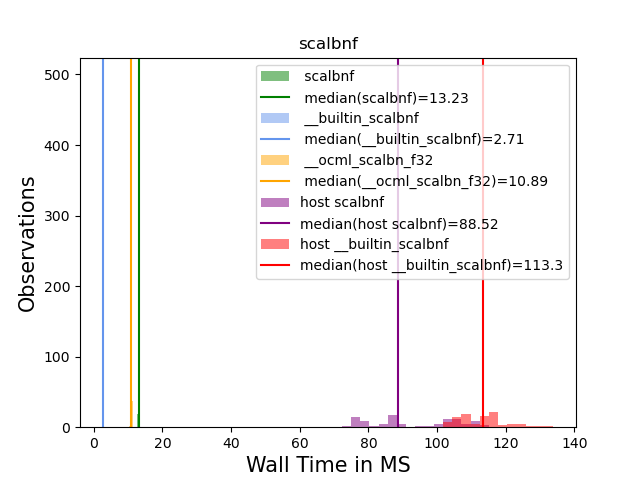 scalbnf
500
400
300
200
100
0
Observations
scalbnf
median(scalbnf)=13.23
__builtin_scalbnf
median(__builtin_scalbnf)=2.71
__ocml_scalbn_f32
median(__ocml_scalbn_f32)=10.89
host scalbnf
median(host scalbnf)=88.52
host __builtin_scalbnf
median(host __builtin_scalbnf)=113.3
0 20 40 60 80 100 120 140
Wall Time in MS